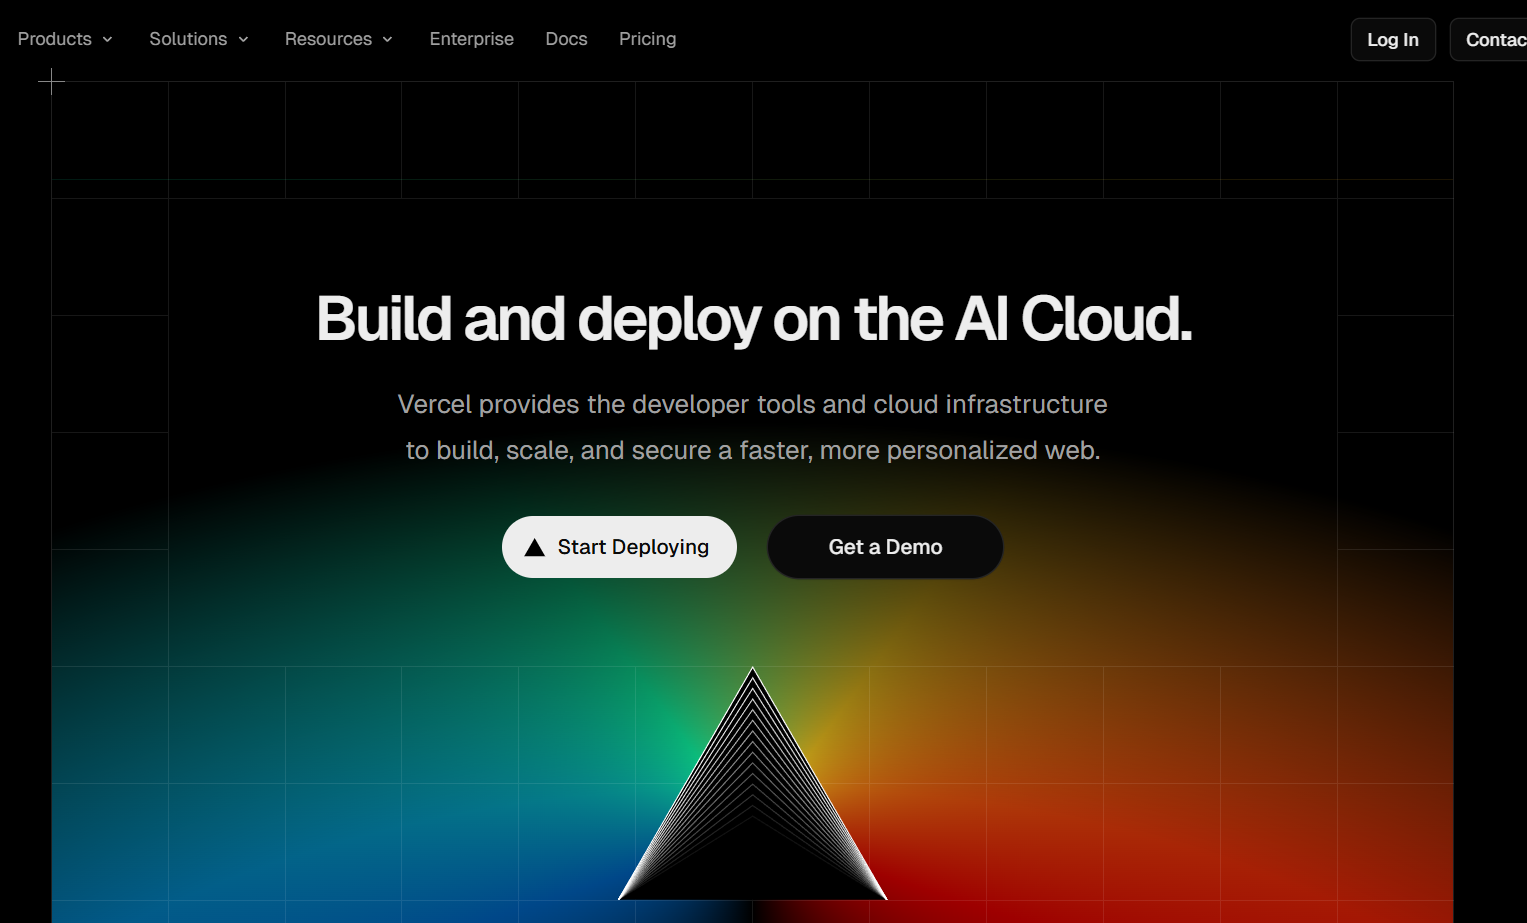 Products Solutions Resources Enterprise Docs Pricing Log In Contac
Build and deploy on the AI Cloud.
Vercel provides the developer tools and cloud infrastructure
to build, scale, and secure a faster, more personalized web.
Start Deploying Get a Demo